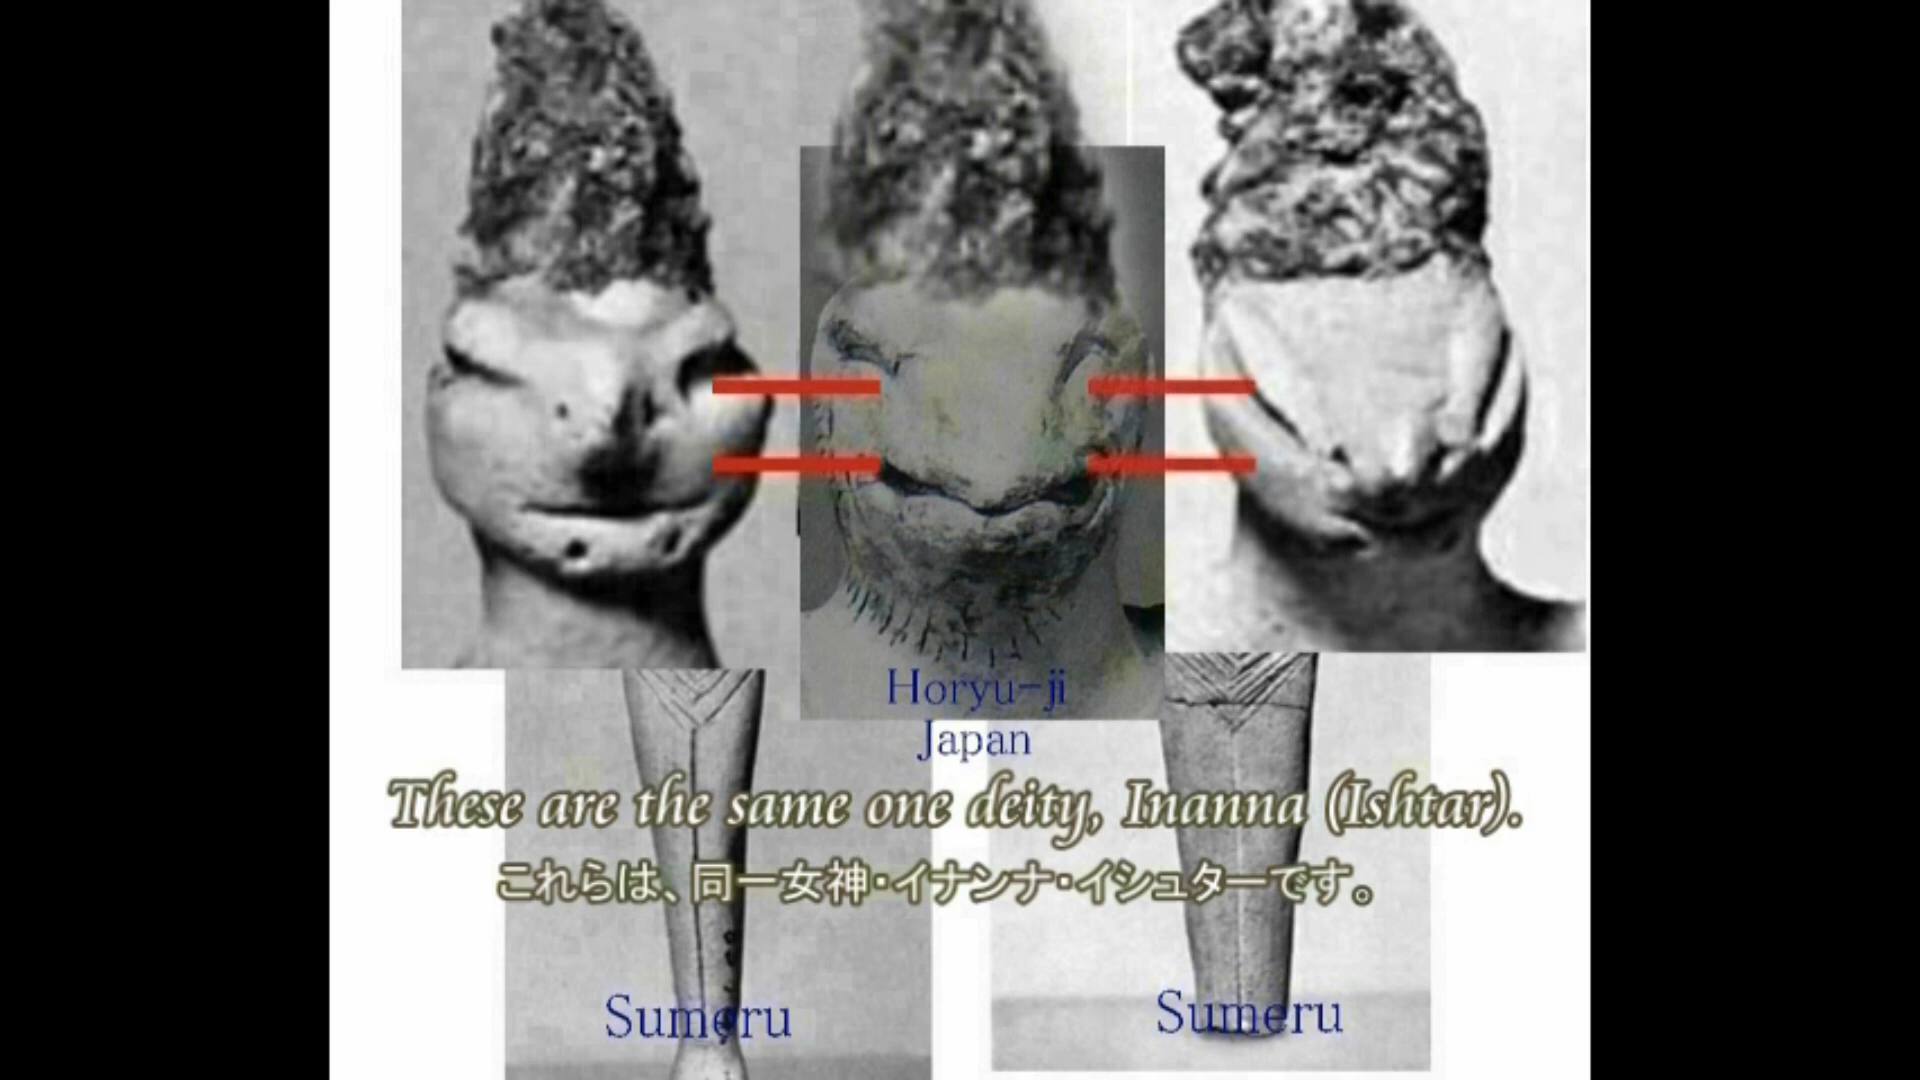 Horyu-ji
Japan
These are the same one deity, Inanna (Ishtar).
これらは、同一女神・イナンナ・イシュターです。
Sumeru
Sumeru